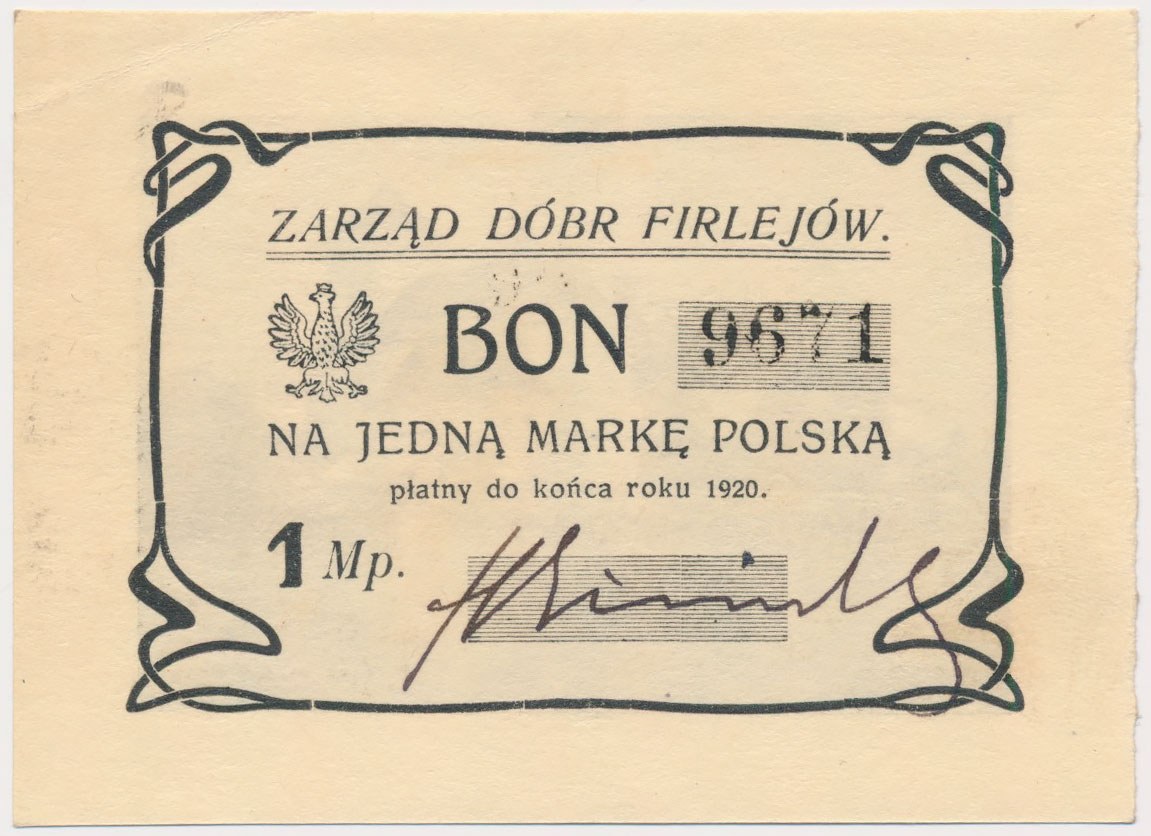 ZARZĄD DÓBR FIRLEJÓW.
BON 9671
NA JEDNĄ MARKĘ POLSKĄ
płatny do końca roku 1920.
1 Mp.